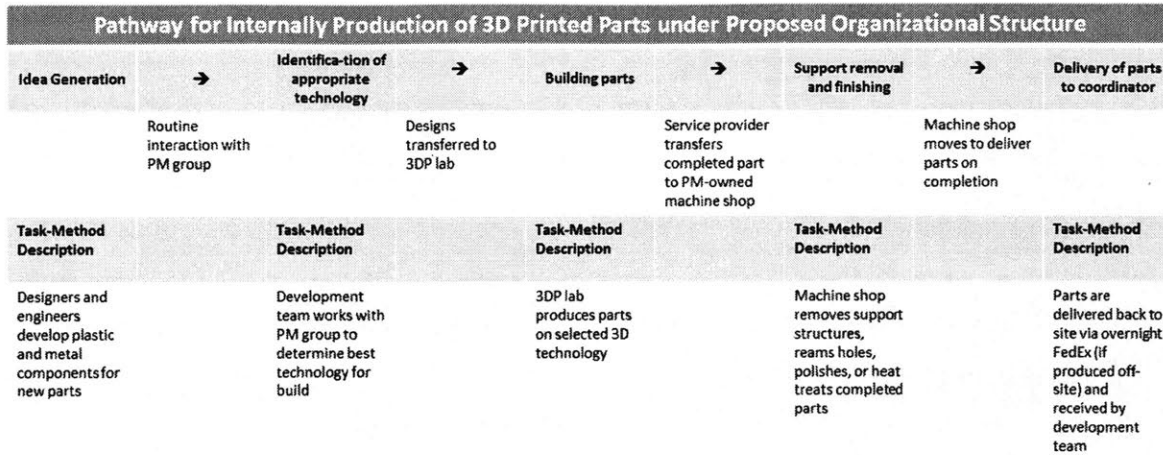 Pathway for Internally Production of 3D Printed Parts under Proposed Organizational Structure
Idea Generation
→
Identifica-tion of
appropriate
technology
→
Building parts
→
Support removal
and finishing
→
Delivery of parts
to coordinator
Routine
interaction with
PM group
Designs
transferred to
3DP lab
Service provider
transfers
completed part
to PM-owned
machine shop
Machine shop
moves to deliver
parts on
completion
Task-Method
Description
Task-Method
Description
Task-Method
Description
Task-Method
Description
Task-Method
Description
Designers and
engineers
develop plastic
and metal
components for
new parts
Development
team works with
PM group to
determine best
technology for
build
3DP lab
produces parts
on selected 3D
technology
Machine shop
removes support
structures,
reams holes,
polishes, or heat
treats completed
parts
Parts are
delivered back to
site via overnight
FedEx (if
produced off-
site) and
received by
development
team